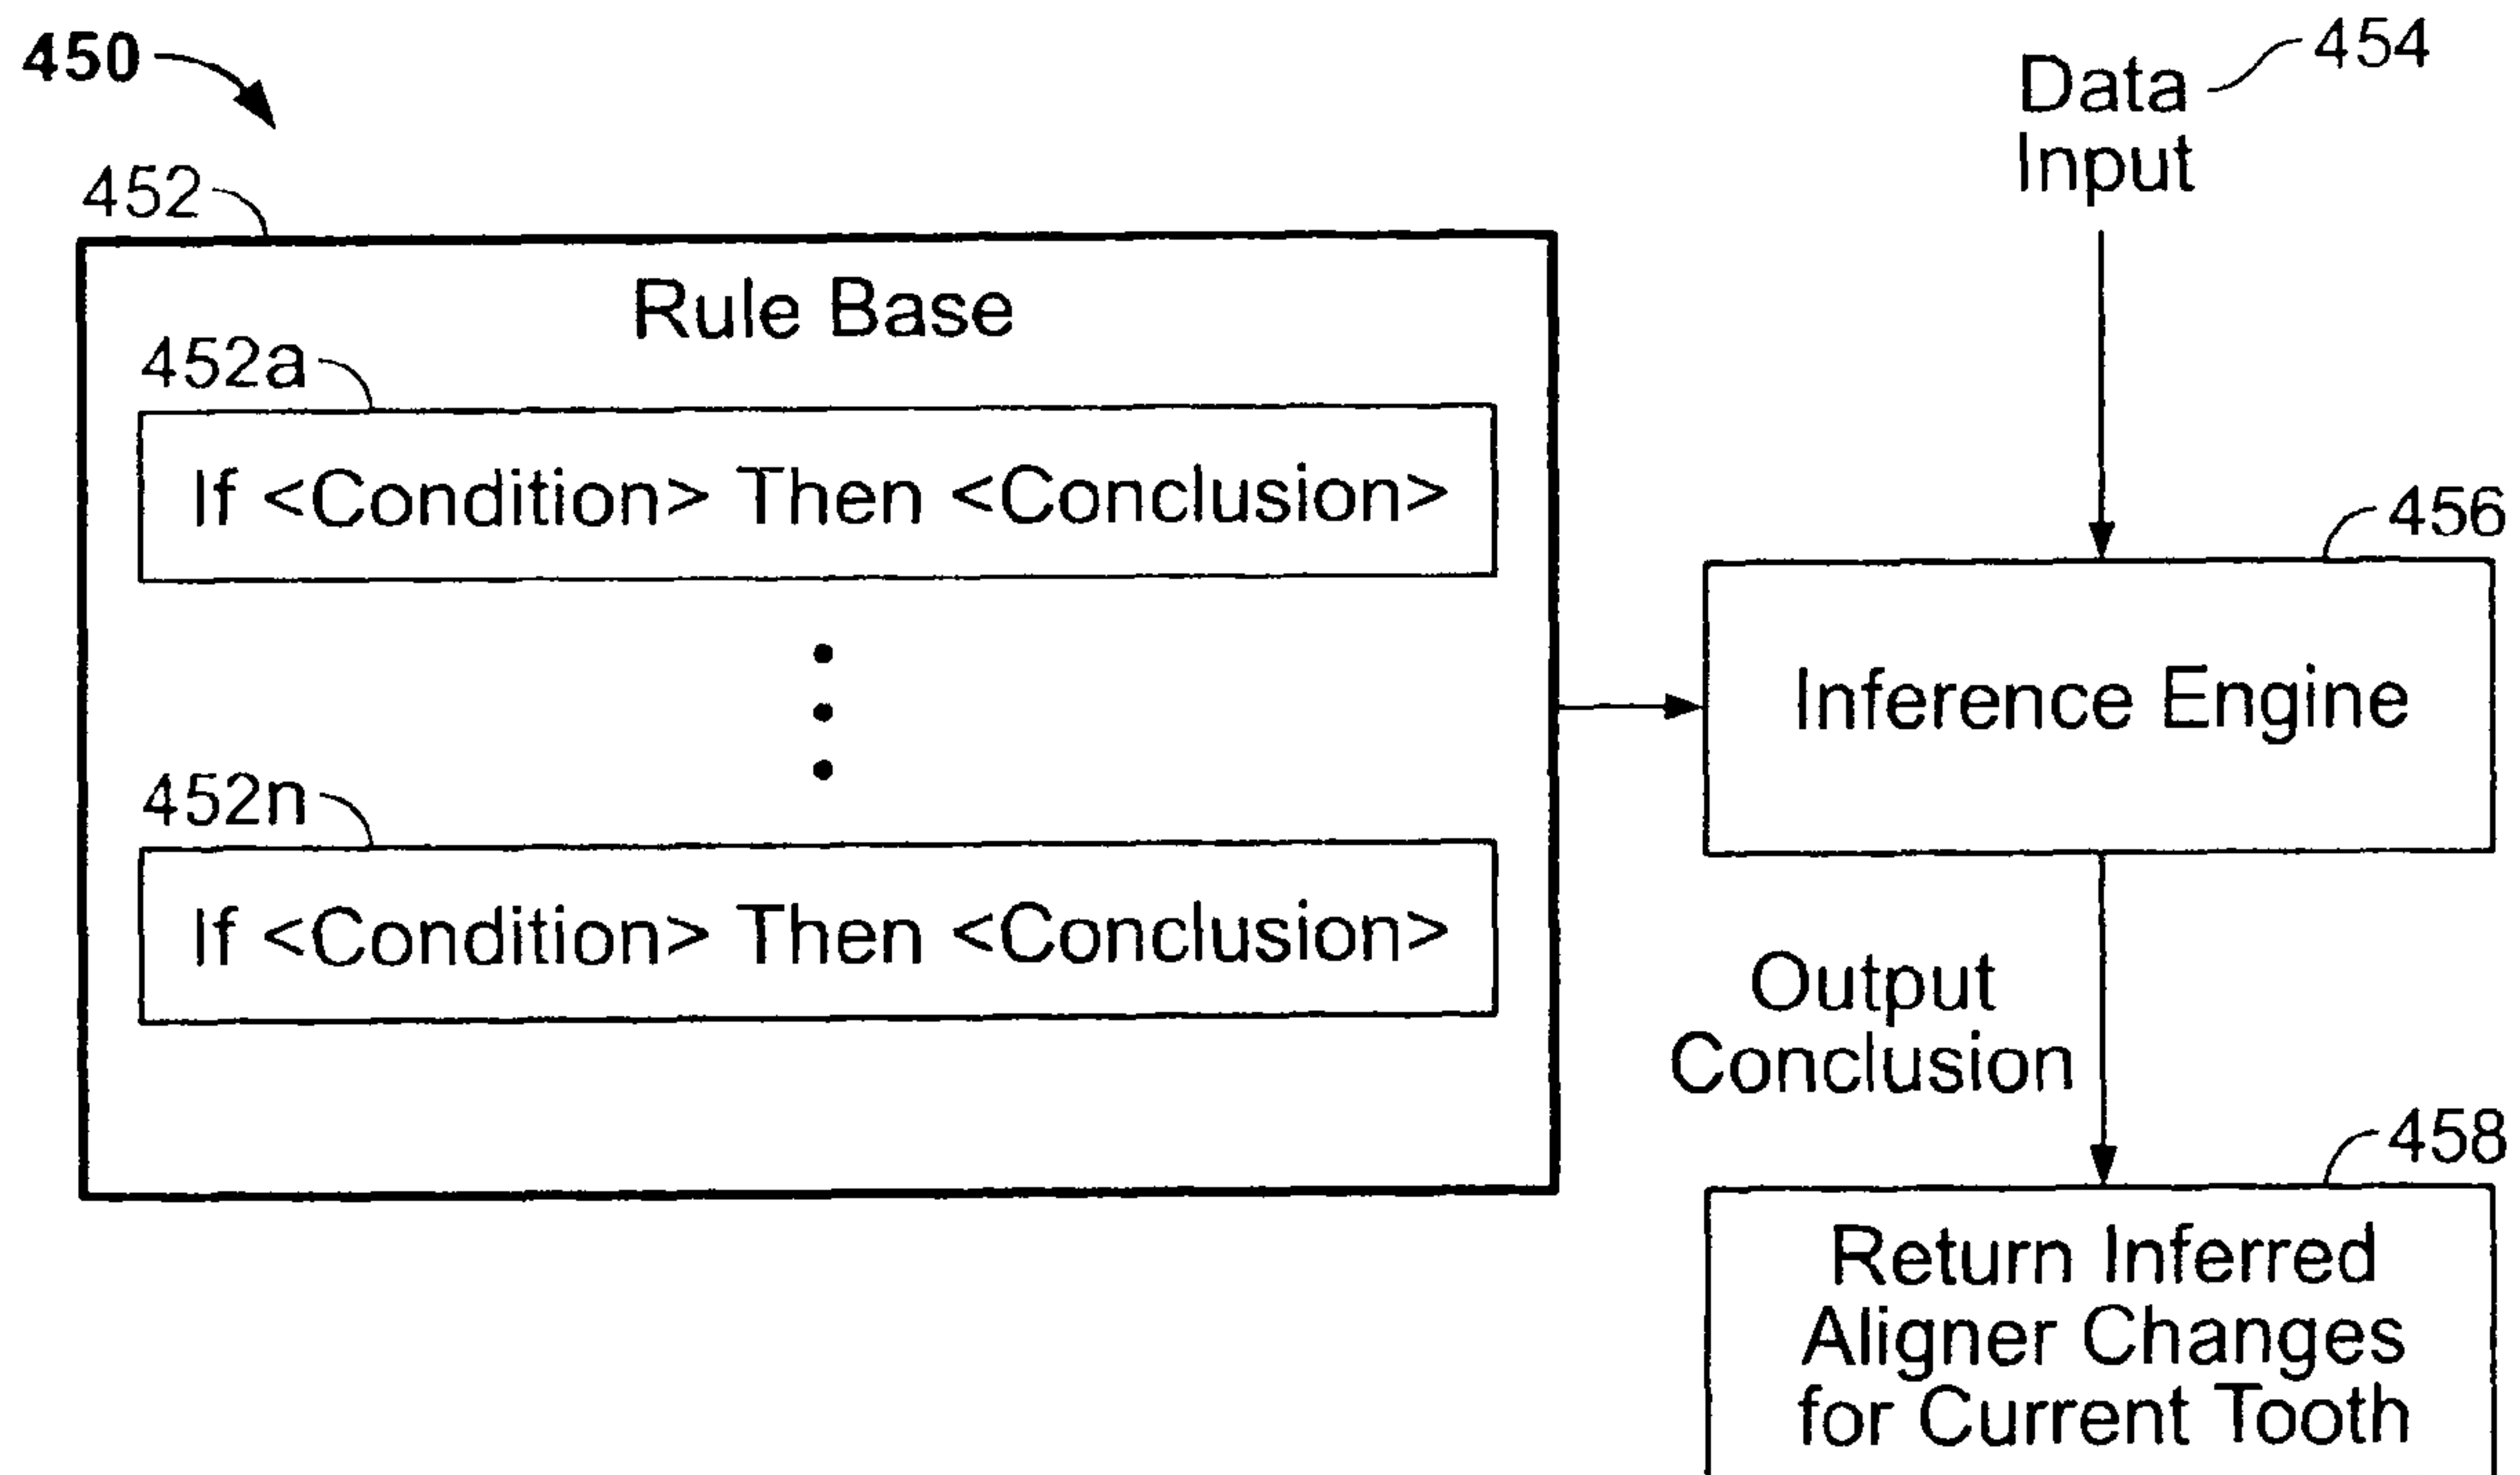 450
452
Rule Base
452a
If <Condition> Then <Conclusion>
452n
If <Condition> Then <Conclusion>
454
Data
Input
456
Inference Engine
Output
Conclusion
458
Return Inferred
Aligner Changes
for Current Tooth